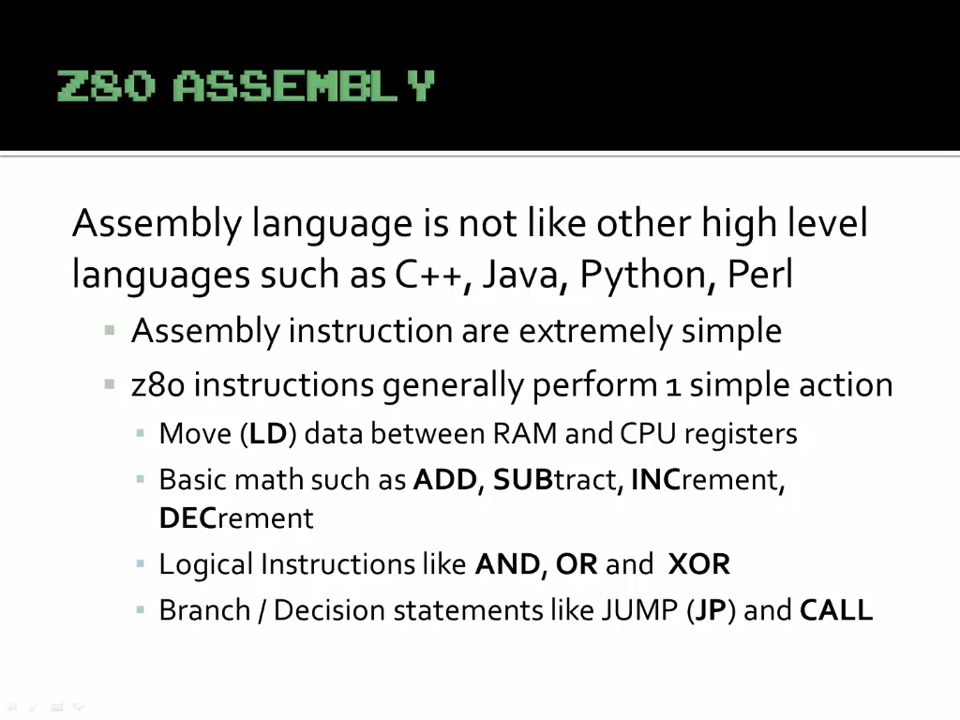 Z80 ASSEMBLY
Assembly language is not like other high level
languages such as C++, Java, Python, Perl
Assembly instruction are extremely simple
z80 instructions generally perform 1 simple action
Move (LD) data between RAM and CPU registers
Basic math such as ADD, SUBtract, INCrement,
DECrement
Logical Instructions like AND, OR and XOR
Branch / Decision statements like JUMP (JP) and CALL